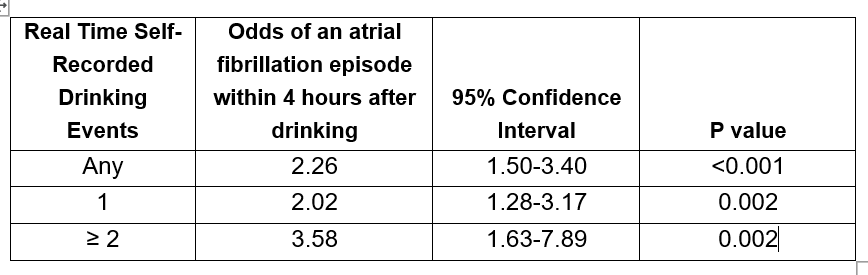 Real Time Self-
Recorded
Drinking
Events
Odds of an atrial
fibrillation episode
within 4 hours after
drinking
95% Confidence
Interval
P value
Any 2.26 1.50-3.40 <0.001
1 2.02 1.28-3.17 0.002
≥ 2 3.58 1.63-7.89 0.002